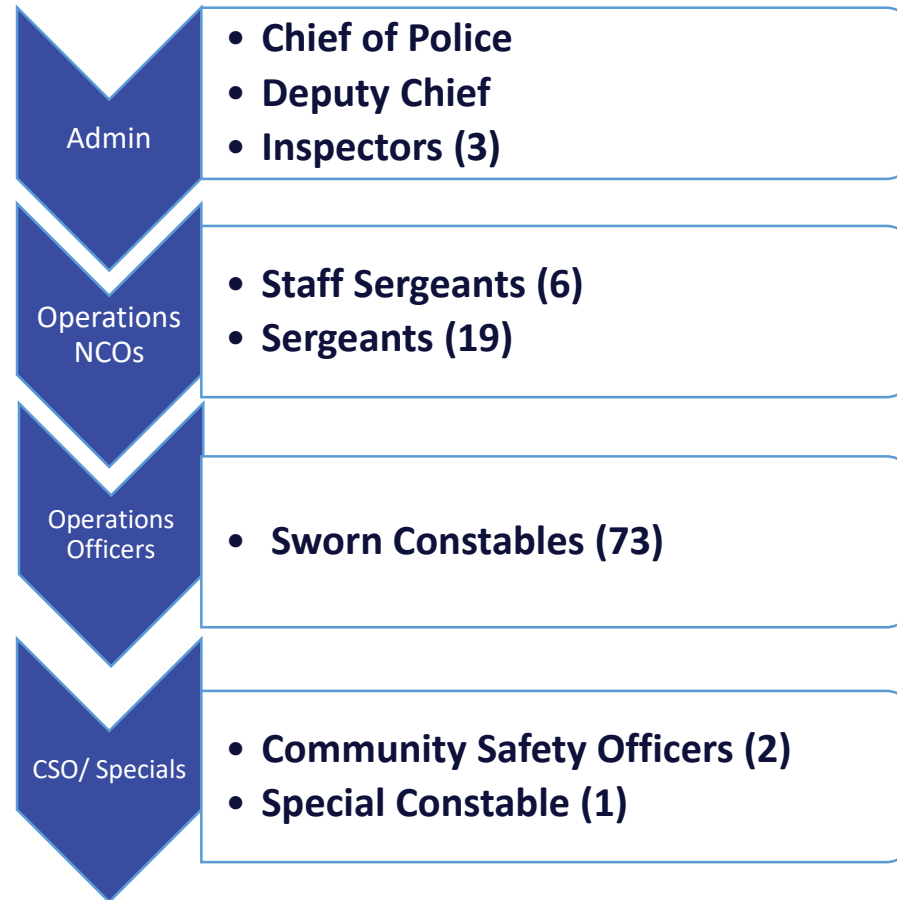 Admin
• Chief of Police
• Deputy Chief
• Inspectors (3)
Operations
NCOs
• Staff Sergeants (6)
• Sergeants (19)
Operations
Officers
• Sworn Constables (73)
CSO/ Specials
• Community Safety Officers (2)
• Special Constable (1)